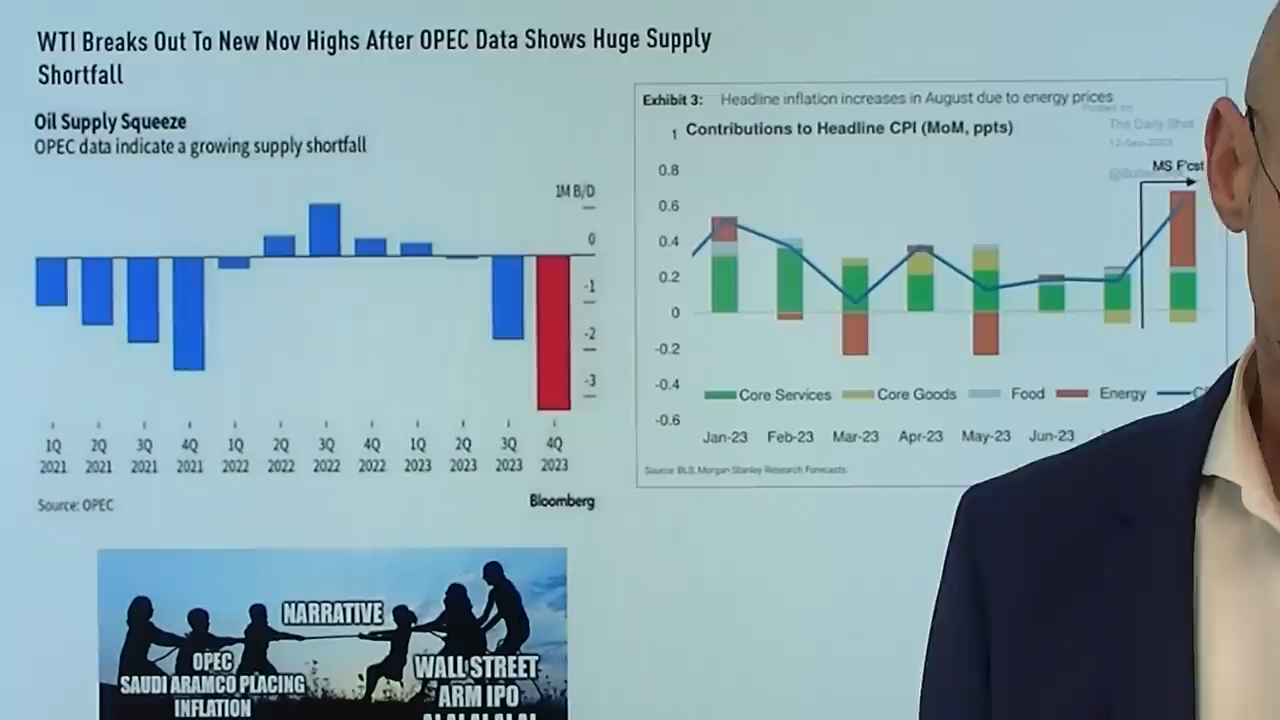 WTI Breaks Out To New Nov Highs After OPEC Data Shows Huge Supply
Shortfall
Oil Supply Squeeze
OPEC data indicate a growing supply shortfall
1M B/D
0
-1
-2
-3
1Q 2Q 3Q 4Q 1Q 2Q 3Q 4Q 1Q 2Q 3Q 4Q
2021 2021 2021 2021 2022 2022 2022 2022 2023 2023 2023 2023
Source: OPEC
Bloomberg
Exhibit 3: Headline inflation increases in August due to energy prices
Posted on
The Daily Shot
1 Contributions to Headline CPI (MoM, ppts)
MS F'cst
0.8
0.6
0.4
0.2
0
-0.2
-0.4
-0.6
Core Services Core Goods Food Energy
Jan-23 Feb-23 Mar-23 Apr-23 May-23 Jun-23
Source: BLS, Morgan Stanley Research Forecasts
NARRATIVE
OPEC
SAUDI ARAMCO PLACING
INFLATION
WALL STREET
ARM IPO